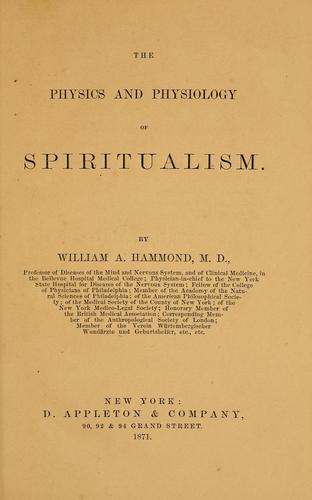 THE
PHYSICS AND PHYSIOLOGY
OF
SPIRITUALISM.
BY
WILLIAM A. HAMMOND, M. D.,
Professor of Diseases of the Mind and Nervous System, and of Clinical Medicine, in
the Bellevue Hospital Medical College; Physician-in-chief to the New York
State Hospital for Diseases of the Nervous System; Fellow of the College
of Physicians of Philadelphia; Member of the Academy of the Natu-
ral Sciences of Philadelphia; of the American Philosophical Socie-
ty; of the Medical Society of the County of New York; of the
New York Medico-Legal Society; Honorary Member of
the British Medical Association; Corresponding Mem-
ber of the Anthropological Society of London;
Member of the Verein Würtembergischer
Wundärzte und Geburtshelfer, etc., etc.
NEW YORK:
D. APPLETON & COMPANY,
90, 92 & 94 GRAND STREET.
1871.